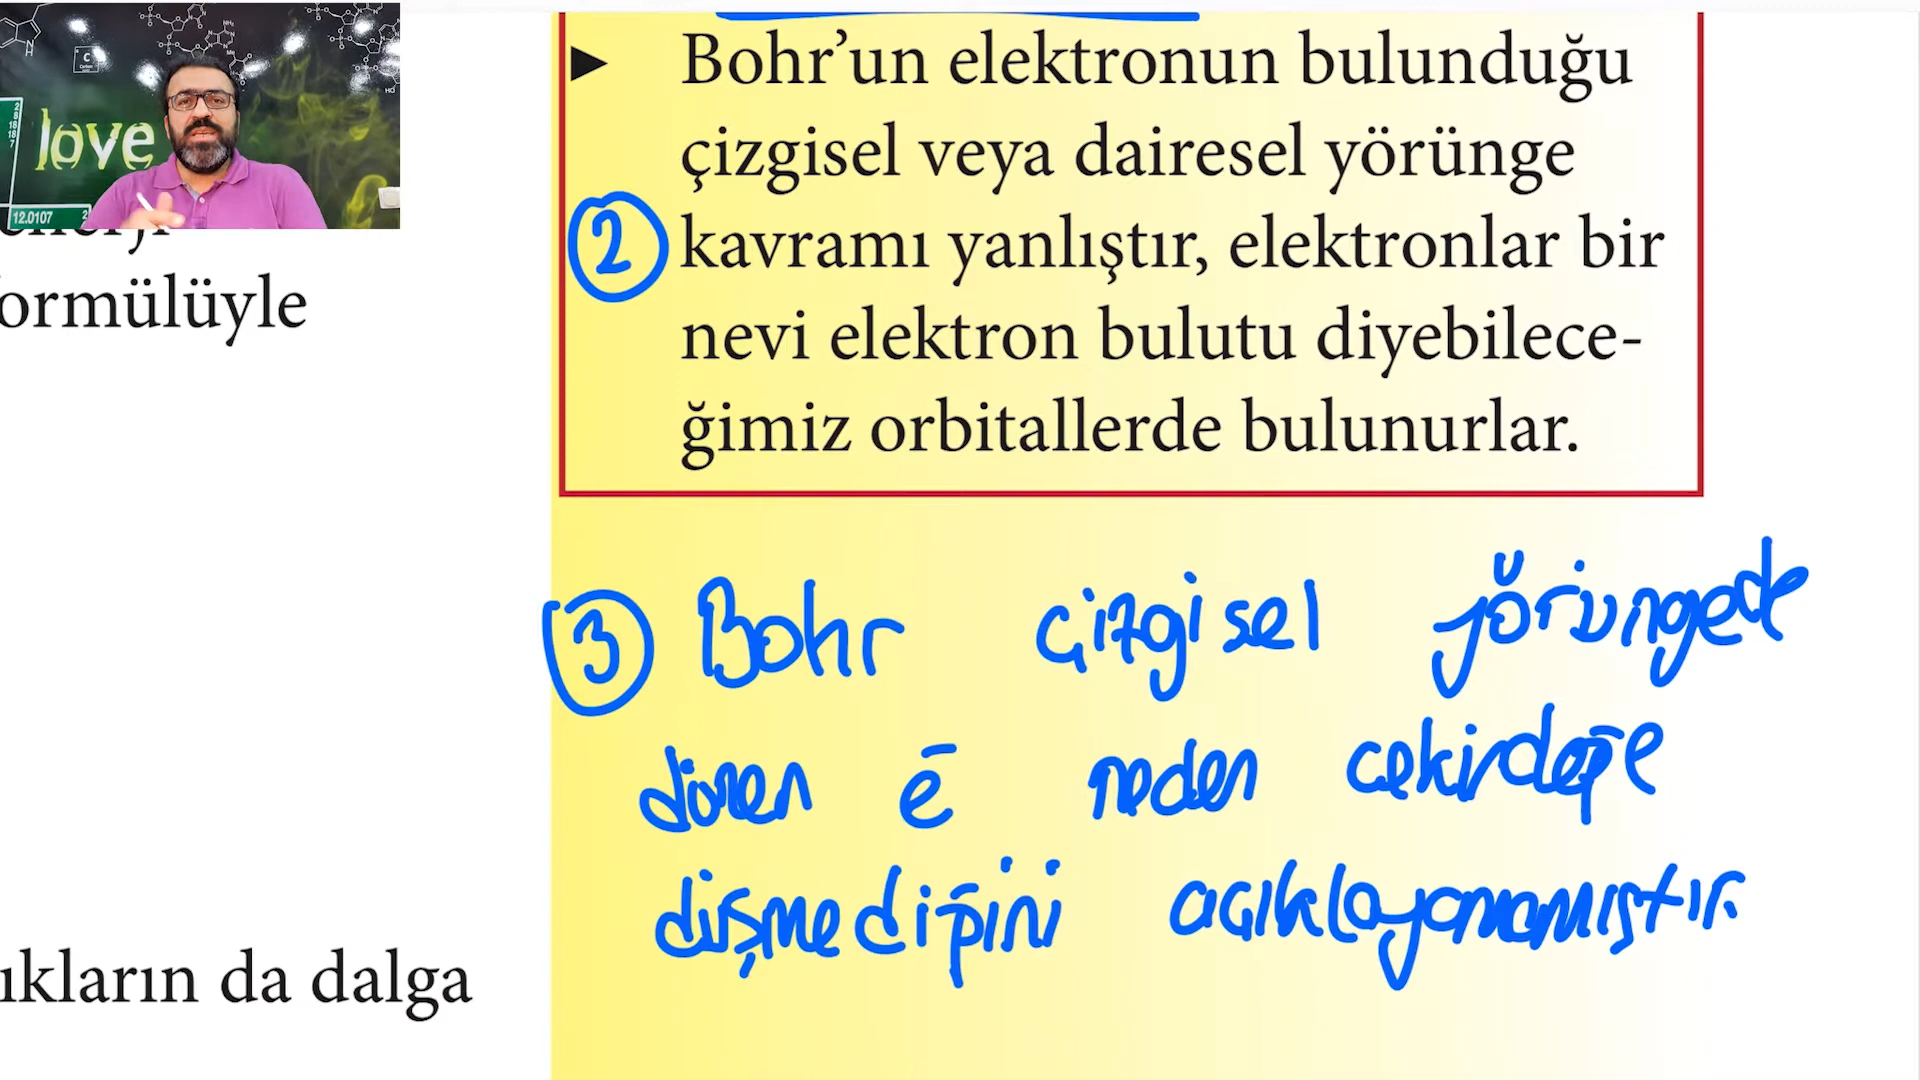 love
C
12.0107
ormülüyle
ıkların da dalga
► Bohr’un elektronun bulunduğu
çizgisel veya dairesel yörünge
2 kavramı yanlıştır, elektronlar bir
nevi elektron bulutu diyebilece-
ğimiz orbitallerde bulunurlar.
3 Bohr çizgisel yörüngede
dönen e̅ neden çekirdeğe
düşmediğini açıklayamamıştır.